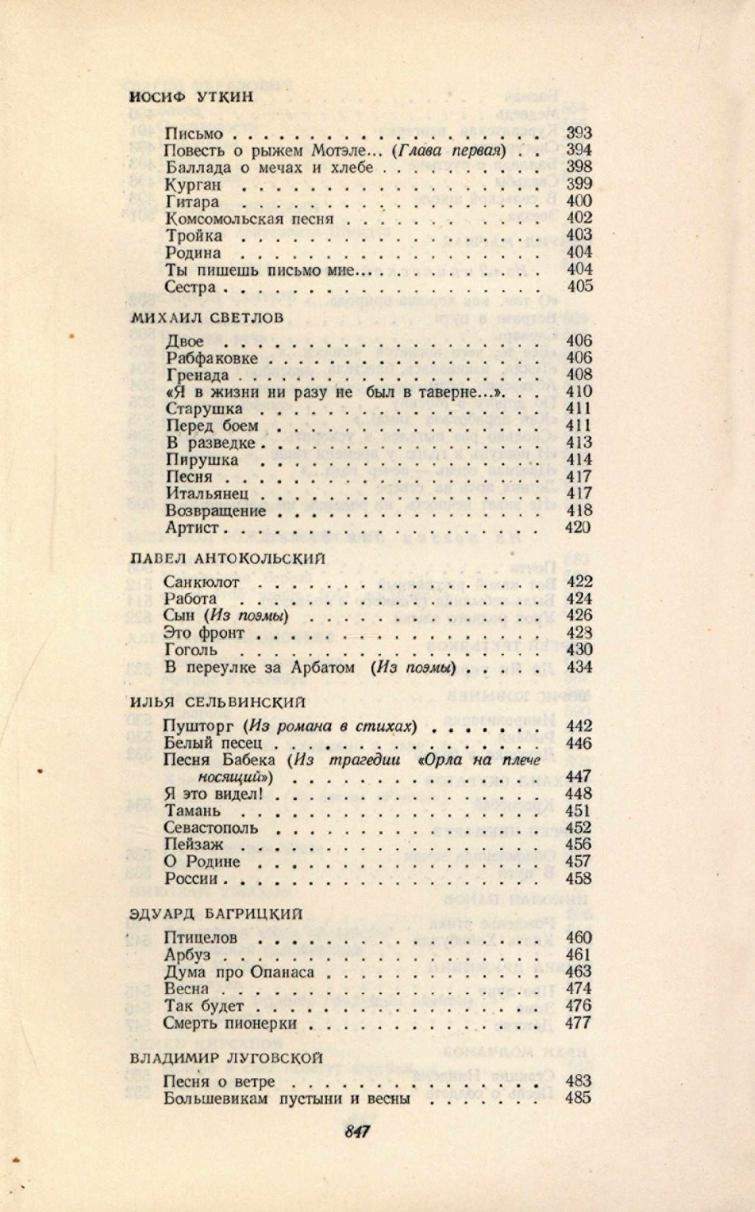 ИОСИФ УТКИН
Письмо . . . . . . . . . . . . . . . . . . 393
Повесть о рыжем Мотэле... (Глава первая) . . 394
Баллада о мечах и хлебе . . . . . . . . . . 398
Курган . . . . . . . . . . . . . . . . . . 399
Гитара . . . . . . . . . . . . . . . . . . 400
Комсомольская песня . . . . . . . . . . . 402
Тройка . . . . . . . . . . . . . . . . . . 403
Родина . . . . . . . . . . . . . . . . . . 404
Ты пишешь письмо мне... . . . . . . . . . . 404
Сестра . . . . . . . . . . . . . . . . . . 405
МИХАИЛ СВЕТЛОВ
Двое . . . . . . . . . . . . . . . . . . 406
Рабфаковке . . . . . . . . . . . . . . . . 406
Гренада . . . . . . . . . . . . . . . . . . 408
«Я в жизни ни разу не был в таверне...». . . 410
Старушка . . . . . . . . . . . . . . . . . 411
Перед боем . . . . . . . . . . . . . . . . 411
В разведке . . . . . . . . . . . . . . . . 413
Пирушка . . . . . . . . . . . . . . . . . 414
Песня . . . . . . . . . . . . . . . . . . 417
Итальянец . . . . . . . . . . . . . . . . 417
Возвращение . . . . . . . . . . . . . . . 418
Артист . . . . . . . . . . . . . . . . . . 420
ПАВЕЛ АНТОКОЛЬСКИЙ
Санкюлот . . . . . . . . . . . . . . . . . 422
Работа . . . . . . . . . . . . . . . . . . 424
Сын (Из поэмы) . . . . . . . . . . . . . . 426
Это фронт . . . . . . . . . . . . . . . . . 428
Гоголь . . . . . . . . . . . . . . . . . . 430
В переулке за Арбатом (Из поэмы) . . . . . 434
ИЛЬЯ СЕЛЬВИНСКИЙ
Пушторг (Из романа в стихах) . . . . . . . 442
Белый песец . . . . . . . . . . . . . . . . 446
Песня Бабека (Из трагедии «Орла на плече
носящий») . . . . . . . . . . . . . . . 447
Я это видел! . . . . . . . . . . . . . . . . 448
Тамань . . . . . . . . . . . . . . . . . . 451
Севастополь . . . . . . . . . . . . . . . . 452
Пейзаж . . . . . . . . . . . . . . . . . . 456
О Родине . . . . . . . . . . . . . . . . . 457
России . . . . . . . . . . . . . . . . . . 458
ЭДУАРД БАГРИЦКИЙ
Птицелов . . . . . . . . . . . . . . . . . 460
Арбуз . . . . . . . . . . . . . . . . . . 461
Дума про Опанаса . . . . . . . . . . . . . 463
Весна . . . . . . . . . . . . . . . . . . 474
Так будет . . . . . . . . . . . . . . . . . 476
Смерть пионерки . . . . . . . . . . . . . . 477
ВЛАДИМИР ЛУГОВСКОЙ
Песня о ветре . . . . . . . . . . . . . . . 483
Большевикам пустыни и весны . . . . . . . 485
847